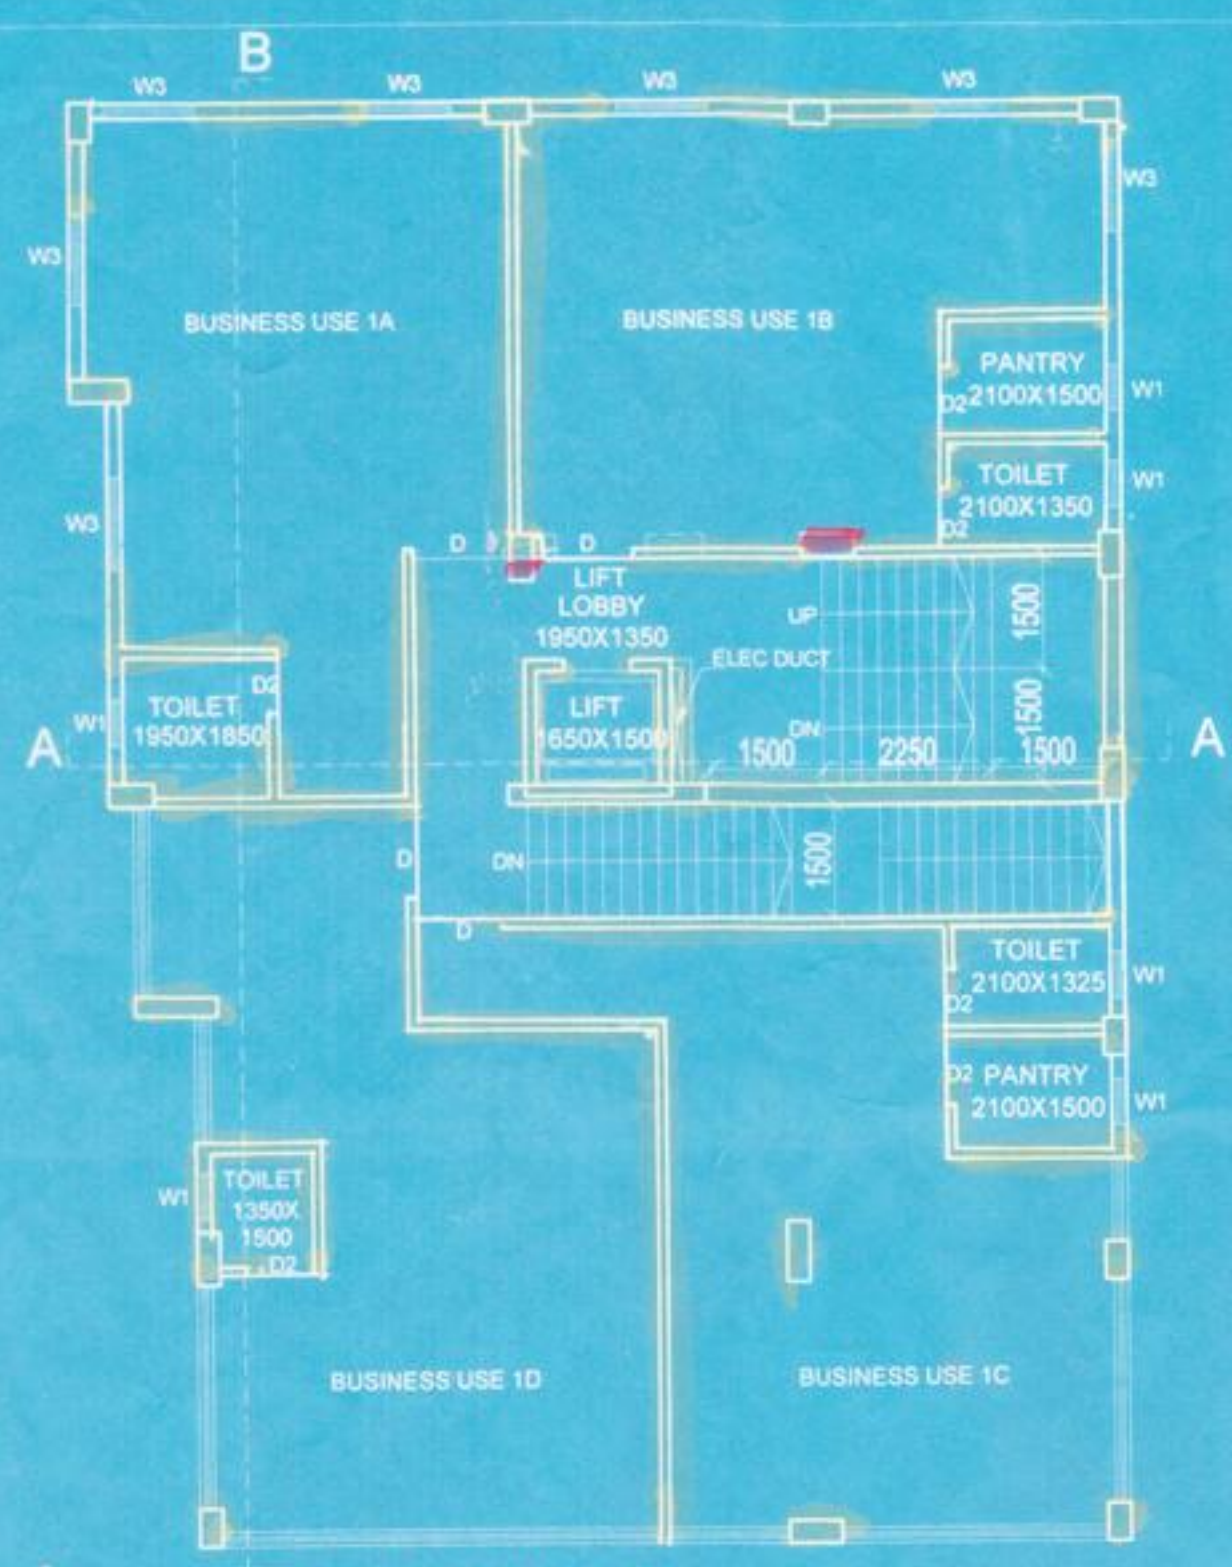 B
W3
W3
W3
W3
W3
W3
BUSINESS USE 1A
BUSINESS USE 1B
PANTRY
2100X1500
D2
W1
TOILET
2100X1350
D2
W1
W3
D
D
LIFT
LOBBY
1950X1350
UP
1500
ELEC DUCT
D2
TOILET
1950X1850
W1
LIFT
1650X1500
DN
1500
A
A
1500
2250
1500
D
DN
1500
D
TOILET
2100X1325
D2
W1
D2
PANTRY
2100X1500
W1
TOILET
1350X
1500
D2
W1
BUSINESS USE 1D
BUSINESS USE 1C